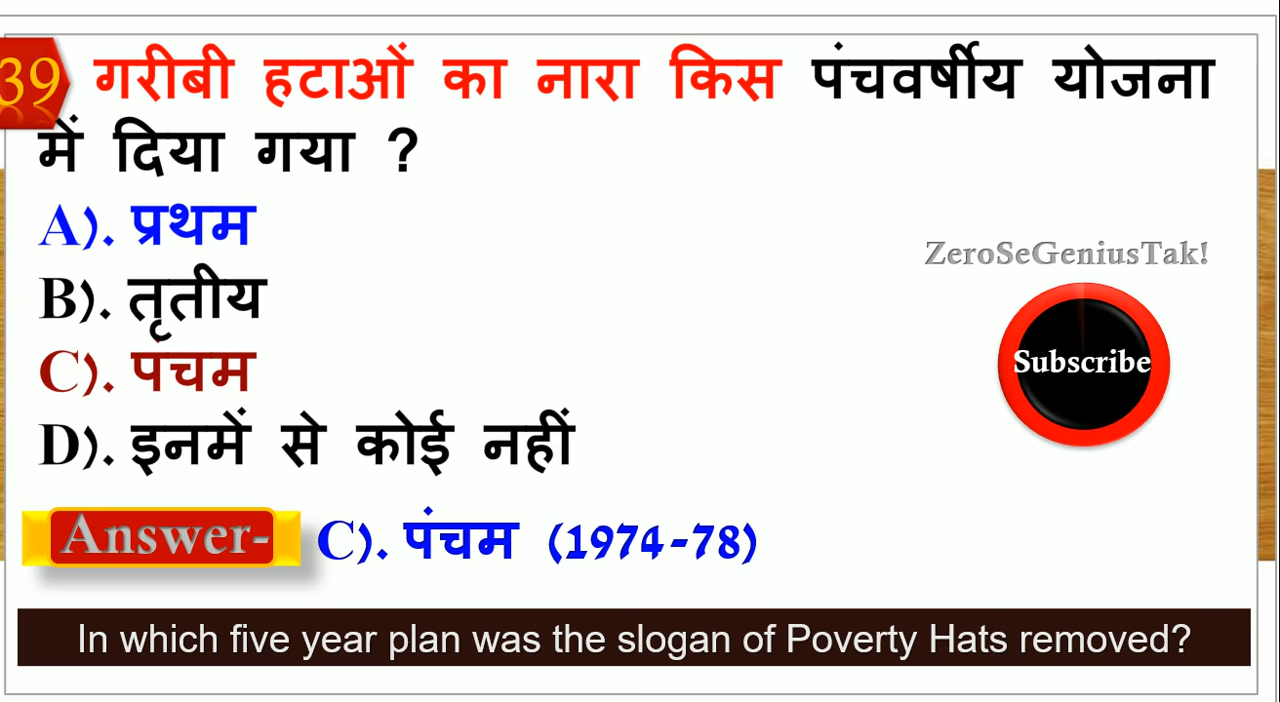 39 गरीबी हटाओं का नारा किस पंचवर्षीय योजना
में दिया गया ?
A). प्रथम
ZeroSeGeniusTak!
B). तृतीय
Subscribe
C). पंचम
D). इनमें से कोई नहीं
Answer- C). पंचम (1974-78)
In which five year plan was the slogan of Poverty Hats removed?